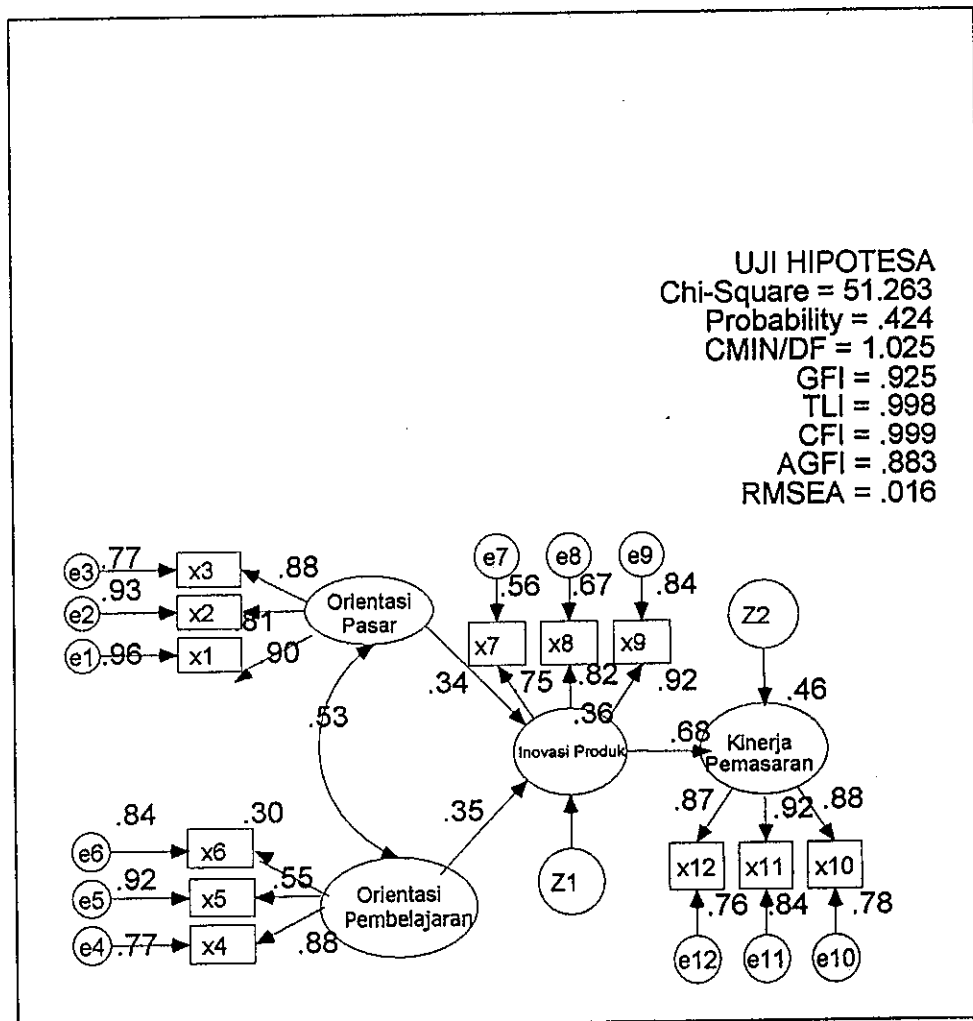 UJI HIPOTESA
Chi-Square = 51.263
Probability = .424
CMIN/DF = 1.025
GFI = .925
TLI = .998
CFI = .999
AGFI = .883
RMSEA = .016
e3 .77 x3 .88
e2 .93 x2 .81
e1 .96 x1 .90
Orientasi
Pasar
e7 e8 e9
.56 .67 .84
x7 x8 x9
.75 .82 .92
Z2
.46
.34
.53
.36
Inovasi Produk
.68
Kinerja
Pemasaran
.35
.87 .92 .88
x12 x11 x10
.76 .84 .78
e12 e11 e10
Z1
.84 .30
e6 x6
.92 .55
e5 x5
e4 .77 x4 .88
Orientasi
Pembelajaran